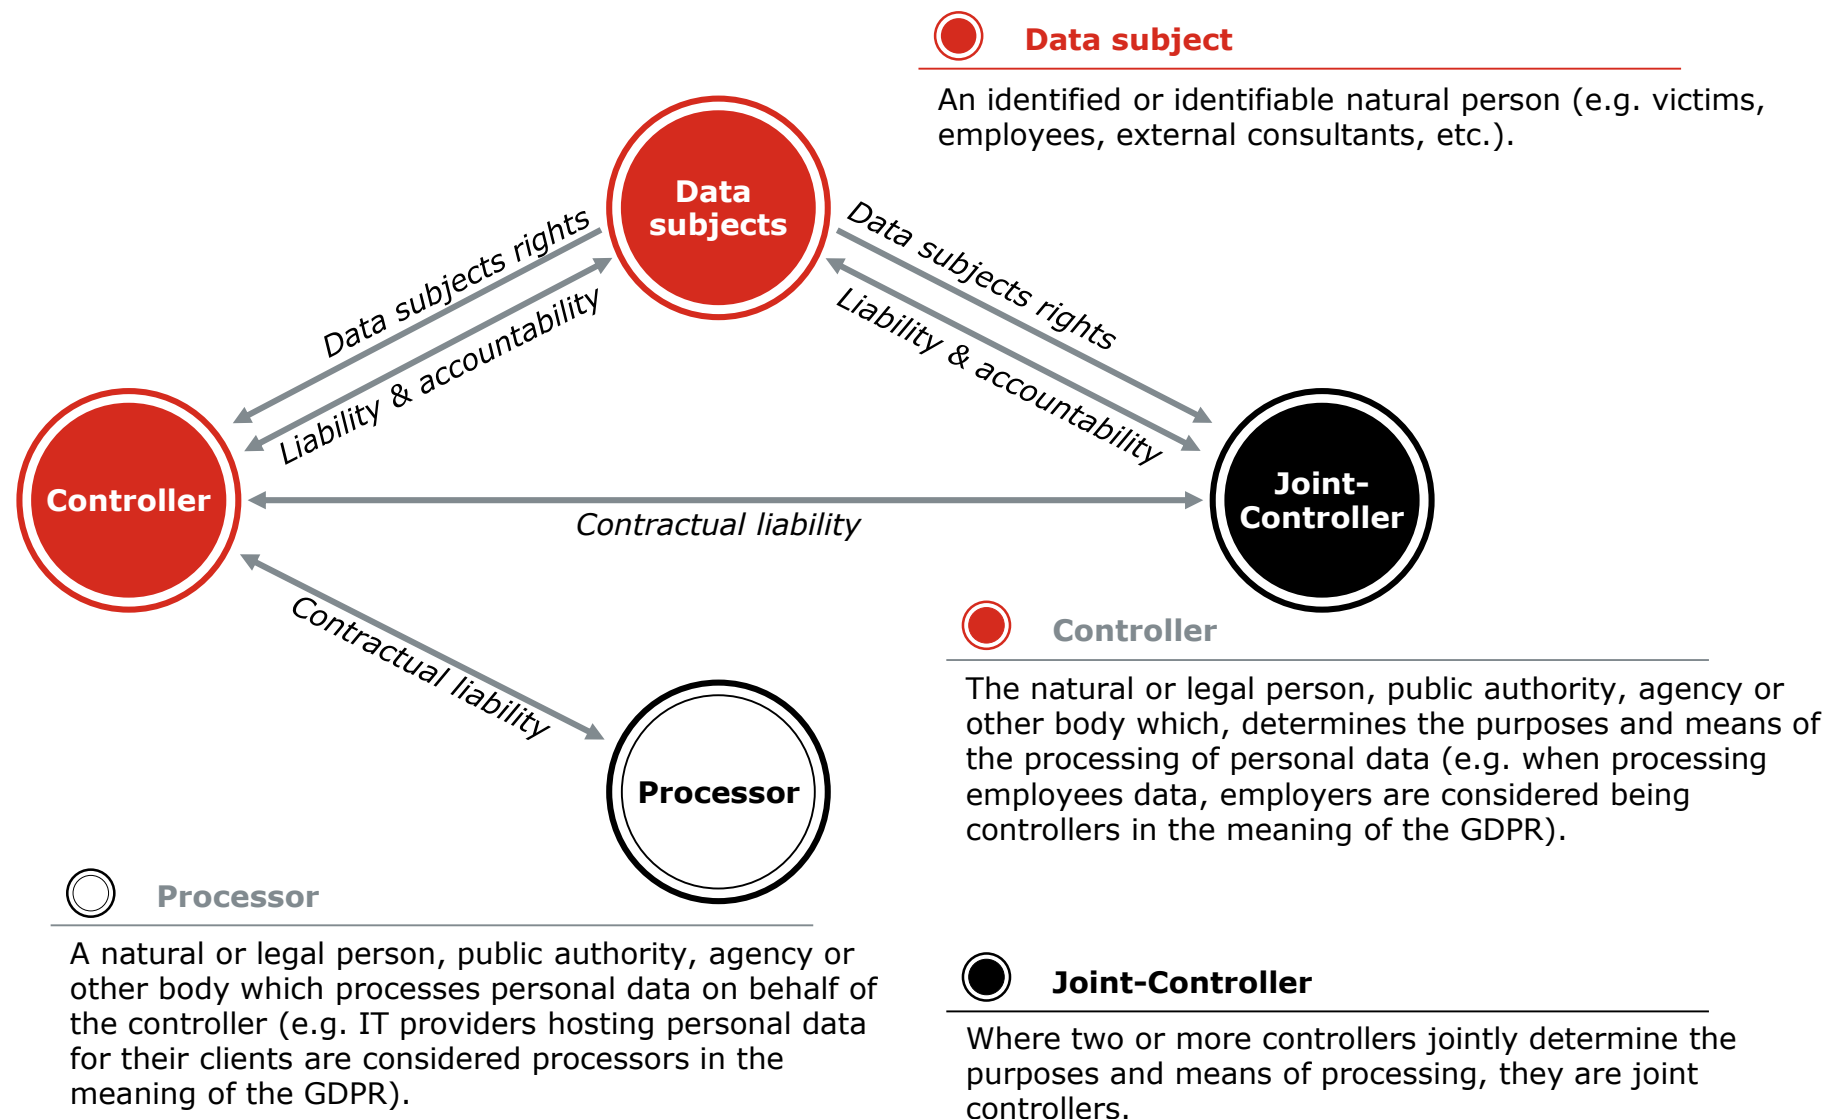 Data subject
An identified or identifiable natural person (e.g. victims,
employees, external consultants, etc.).
Data
subjects
Data subjects rights
Liability & accountability
Data subjects rights
Liability & accountability
Controller
Joint-
Controller
Contractual liability
Contractual liability
Processor
Controller
The natural or legal person, public authority, agency or
other body which, determines the purposes and means of
the processing of personal data (e.g. when processing
employees data, employers are considered being
controllers in the meaning of the GDPR).
Processor
A natural or legal person, public authority, agency or
other body which processes personal data on behalf of
the controller (e.g. IT providers hosting personal data
for their clients are considered processors in the
meaning of the GDPR).
Joint-Controller
Where two or more controllers jointly determine the
purposes and means of processing, they are joint
controllers.